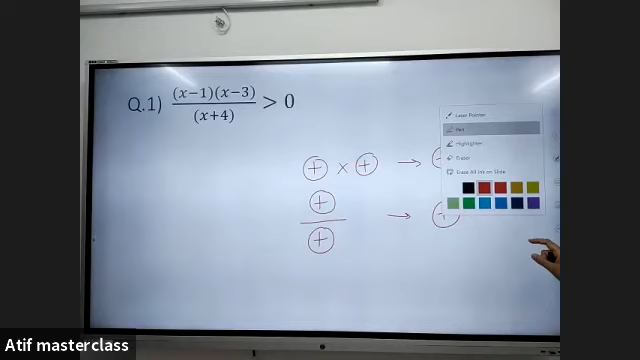 Q.1) (x−1)(x−3)/(x+4) > 0
Laser Pointer
Pen
Highlighter
Eraser
Erase All Ink on Slide
+ × + →
+/+ → +
Atif masterclass